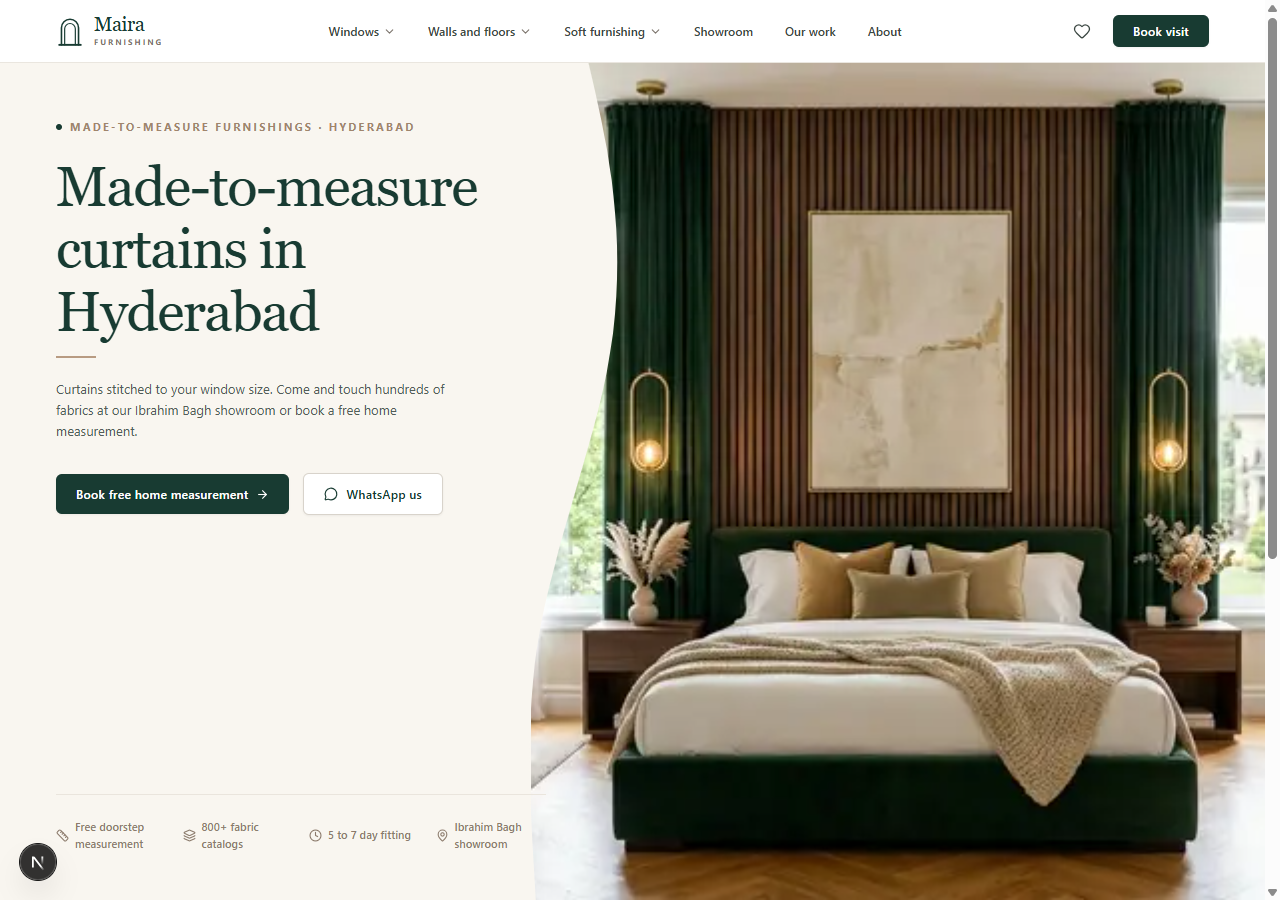 Maira
FURNISHING
Windows
Walls and floors
Soft furnishing
Showroom
Our work
About
Book visit
MADE-TO-MEASURE FURNISHINGS · HYDERABAD
Made-to-measure
curtains in
Hyderabad
Curtains stitched to your window size. Come and touch hundreds of
fabrics at our Ibrahim Bagh showroom or book a free home
measurement.
Book free home measurement →
WhatsApp us
Free doorstep
measurement
800+ fabric
catalogs
5 to 7 day fitting
Ibrahim Bagh
showroom
N